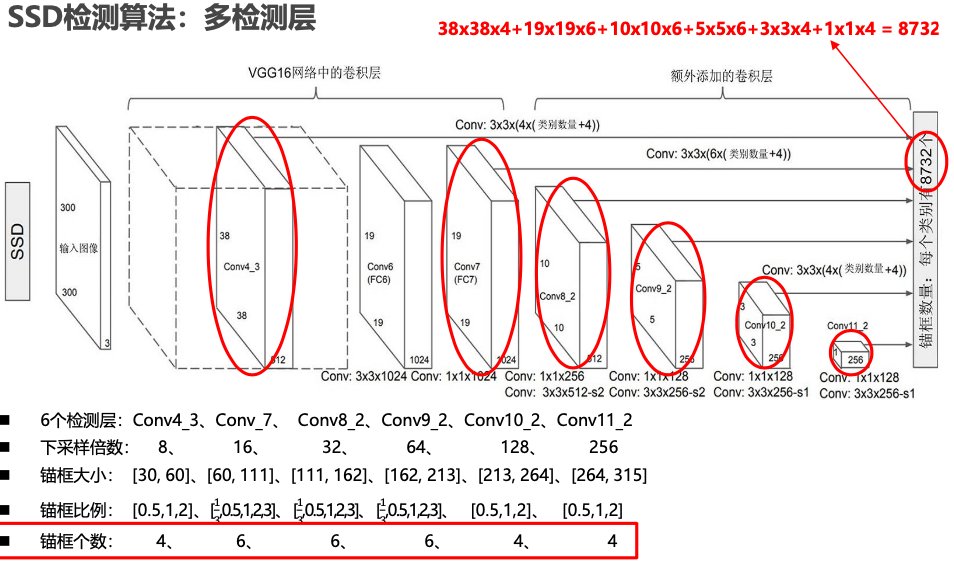 SSD检测算法：多检测层
38x38x4+19x19x6+10x10x6+5x5x6+3x3x4+1x1x4 = 8732
VGG16网络中的卷积层
额外添加的卷积层
Conv: 3x3x(4x(类别数量+4))
Conv: 3x3x(6x(类别数量+4))
Conv: 3x3x(4x(类别数量+4))
SSD
300
输入图像
300
3
38
Conv4_3
38
512
19
Conv6
(FC6)
19
1024
19
Conv7
(FC7)
19
1024
10
Conv8_2
10
512
5
Conv9_2
5
256
3
Conv10_2
3
256
Conv11_2
1
256
锚框数量：每个类别有8732个
Conv: 3x3x1024
Conv: 1x1x1024
Conv: 1x1x256
Conv: 3x3x512-s2
Conv: 1x1x128
Conv: 3x3x256-s2
Conv: 1x1x128
Conv: 3x3x256-s1
Conv: 1x1x128
Conv: 3x3x256-s1
6个检测层：Conv4_3、Conv_7、 Conv8_2、Conv9_2、Conv10_2、Conv11_2
下采样倍数： 8、 16、 32、 64、 128、 256
锚框大小： [30, 60]、[60, 111]、[111, 162]、[162, 213]、[213, 264]、[264, 315]
锚框比例： [0.5,1,2]、[1/3,0.5,1,2,3]、[1/3,0.5,1,2,3]、[1/3,0.5,1,2,3]、 [0.5,1,2]、 [0.5,1,2]
锚框个数： 4、 6、 6、 6、 4、 4